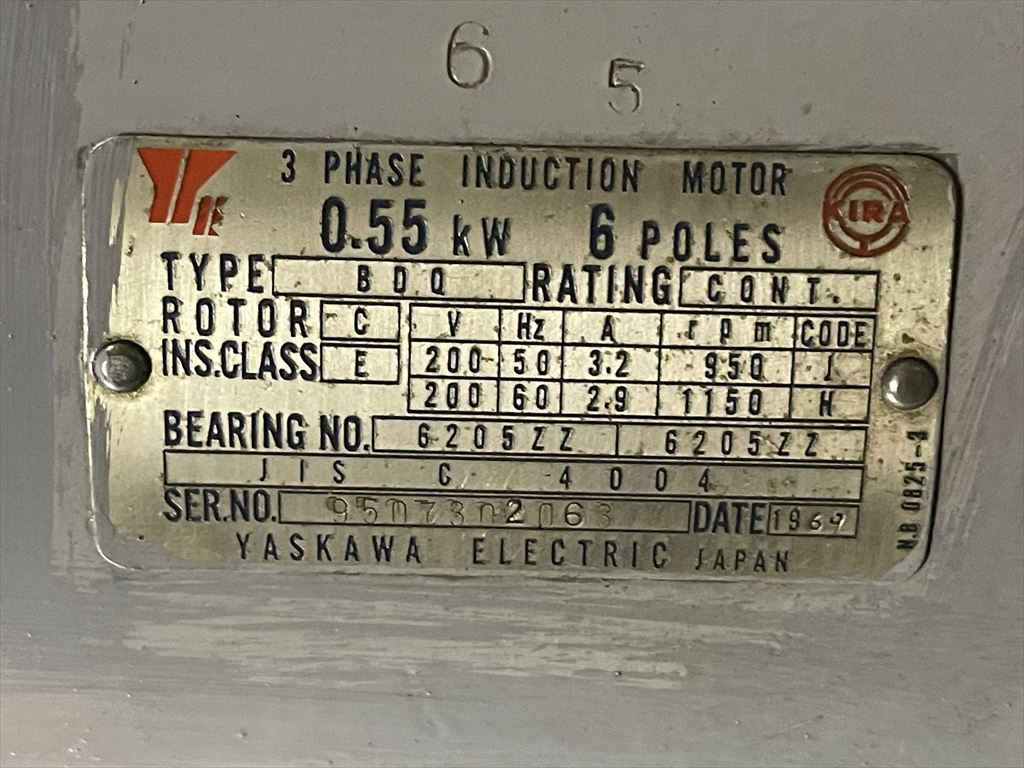 6 5
3 PHASE INDUCTION MOTOR
KIRA
0.55 kW 6 POLES
TYPE BDQ RATING CONT.
ROTOR C V Hz A rpm CODE
INS.CLASS E 200 50 3.2 950 J
200 60 2.9 1150 H
BEARING NO. 6205ZZ 6205ZZ
JIS C 4004
SER.NO. 9507302063 DATE 1969
YASKAWA ELECTRIC JAPAN
N.B 0825-3